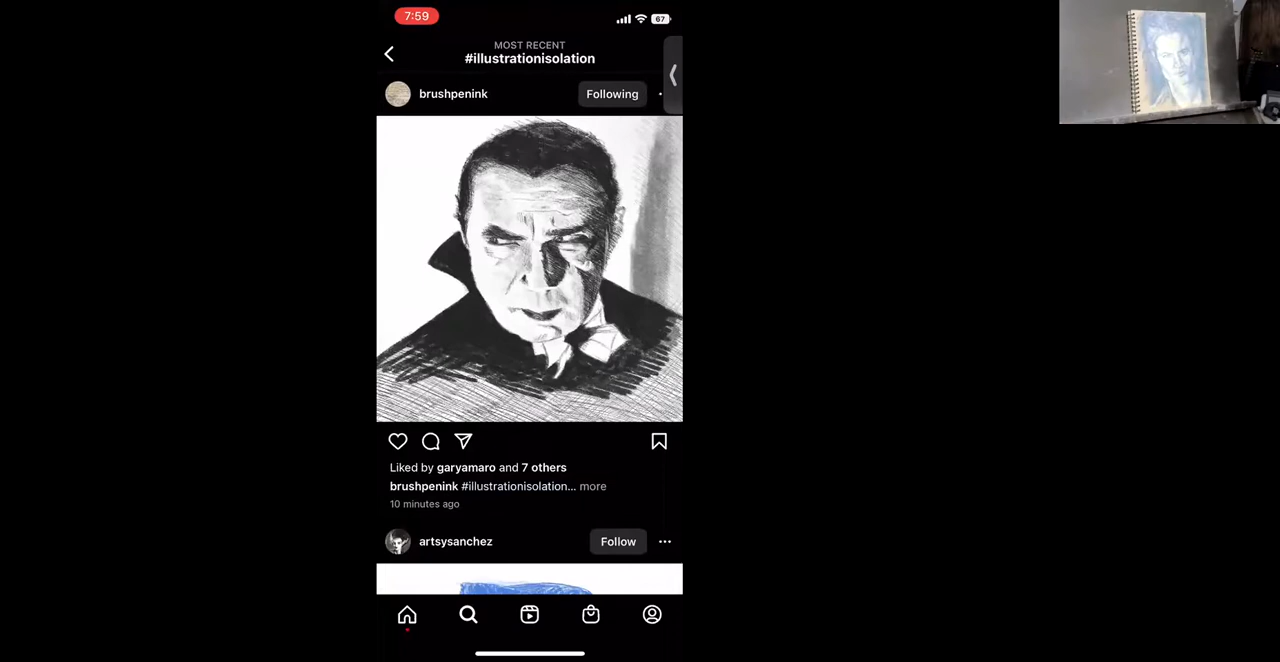 7:59
67
MOST RECENT
#illustrationisolation
brushpenink
Following
Liked by garyamaro and 7 others
brushpenink #illustrationisolation... more
10 minutes ago
artsysanchez
Follow